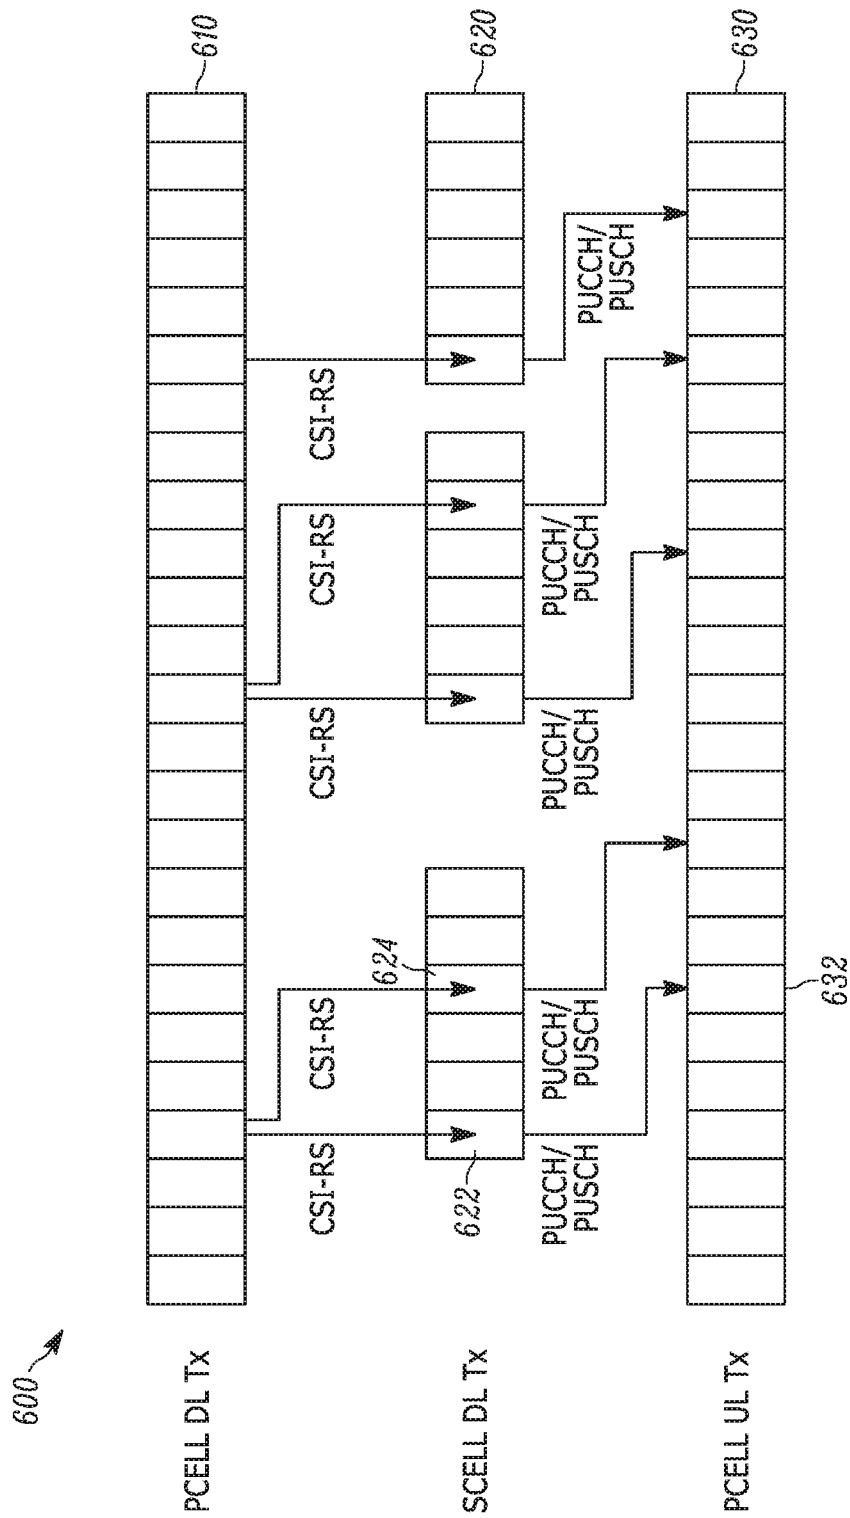 600
PCELL DL Tx
610
CSI-RS
CSI-RS
CSI-RS
CSI-RS
CSI-RS
624
SCELL DL Tx
622
620
PUCCH/
PUSCH
PUCCH/
PUSCH
PUCCH/
PUSCH
PUCCH/
PUSCH
PUCCH/
PUSCH
PCELL UL Tx
630
632